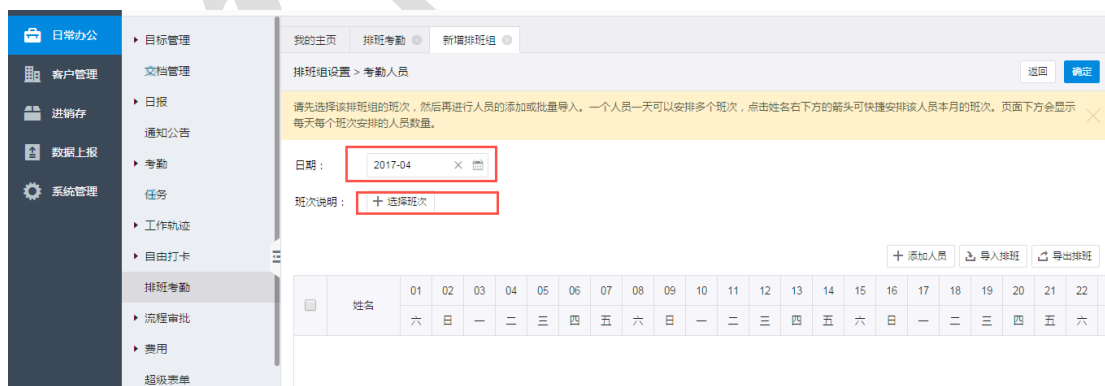 日常办公
客户管理
进销存
数据上报
系统管理
目标管理
文档管理
日报
通知公告
考勤
任务
工作轨迹
自由打卡
排班考勤
流程审批
费用
超级表单
我的主页 排班考勤 新增排班组
排班组设置 > 考勤人员 返回 确定
请先选择该排班组的班次，然后再进行人员的添加或批量导入。一个人员一天可以安排多个班次，点击姓名右下方的箭头可快捷安排该人员本月的班次。页面下方会显示
每天每个班次安排的人员数量。
日期： 2017-04
班次说明： 选择班次
添加人员 导入排班 导出排班
姓名
01 02 03 04 05 06 07 08 09 10 11 12 13 14 15 16 17 18 19 20 21 22
六 日 一 二 三 四 五 六 日 一 二 三 四 五 六 日 一 二 三 四 五 六